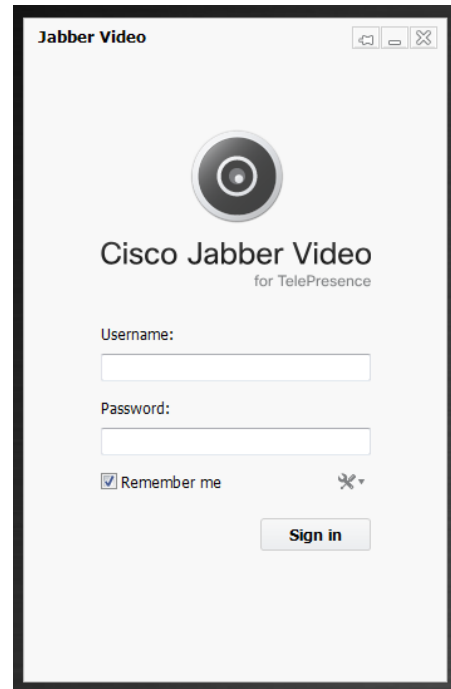 Jabber Video
Cisco Jabber Video
for TelePresence
Username:
Password:
Remember me
Sign in